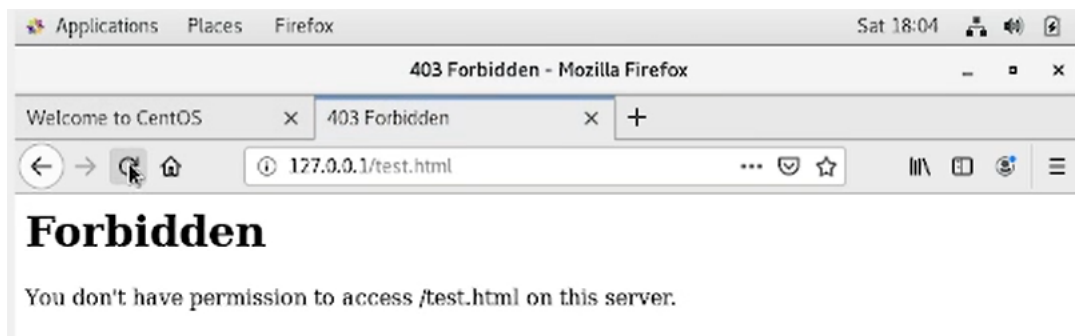 Applications Places Firefox Sat 18:04
403 Forbidden - Mozilla Firefox
Welcome to CentOS 403 Forbidden
127.0.0.1/test.html
Forbidden
You don't have permission to access /test.html on this server.